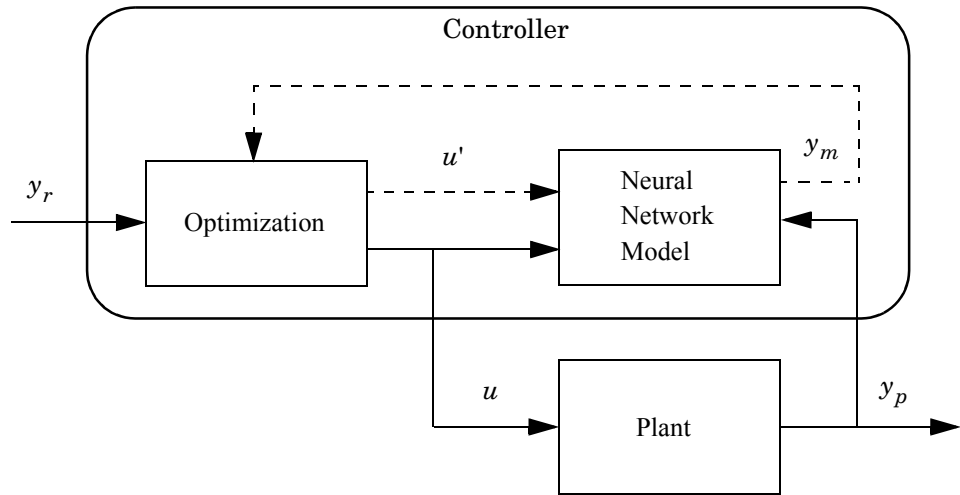 Controller
u'
y_m
y_r
Optimization
Neural
Network
Model
u
Plant
y_p